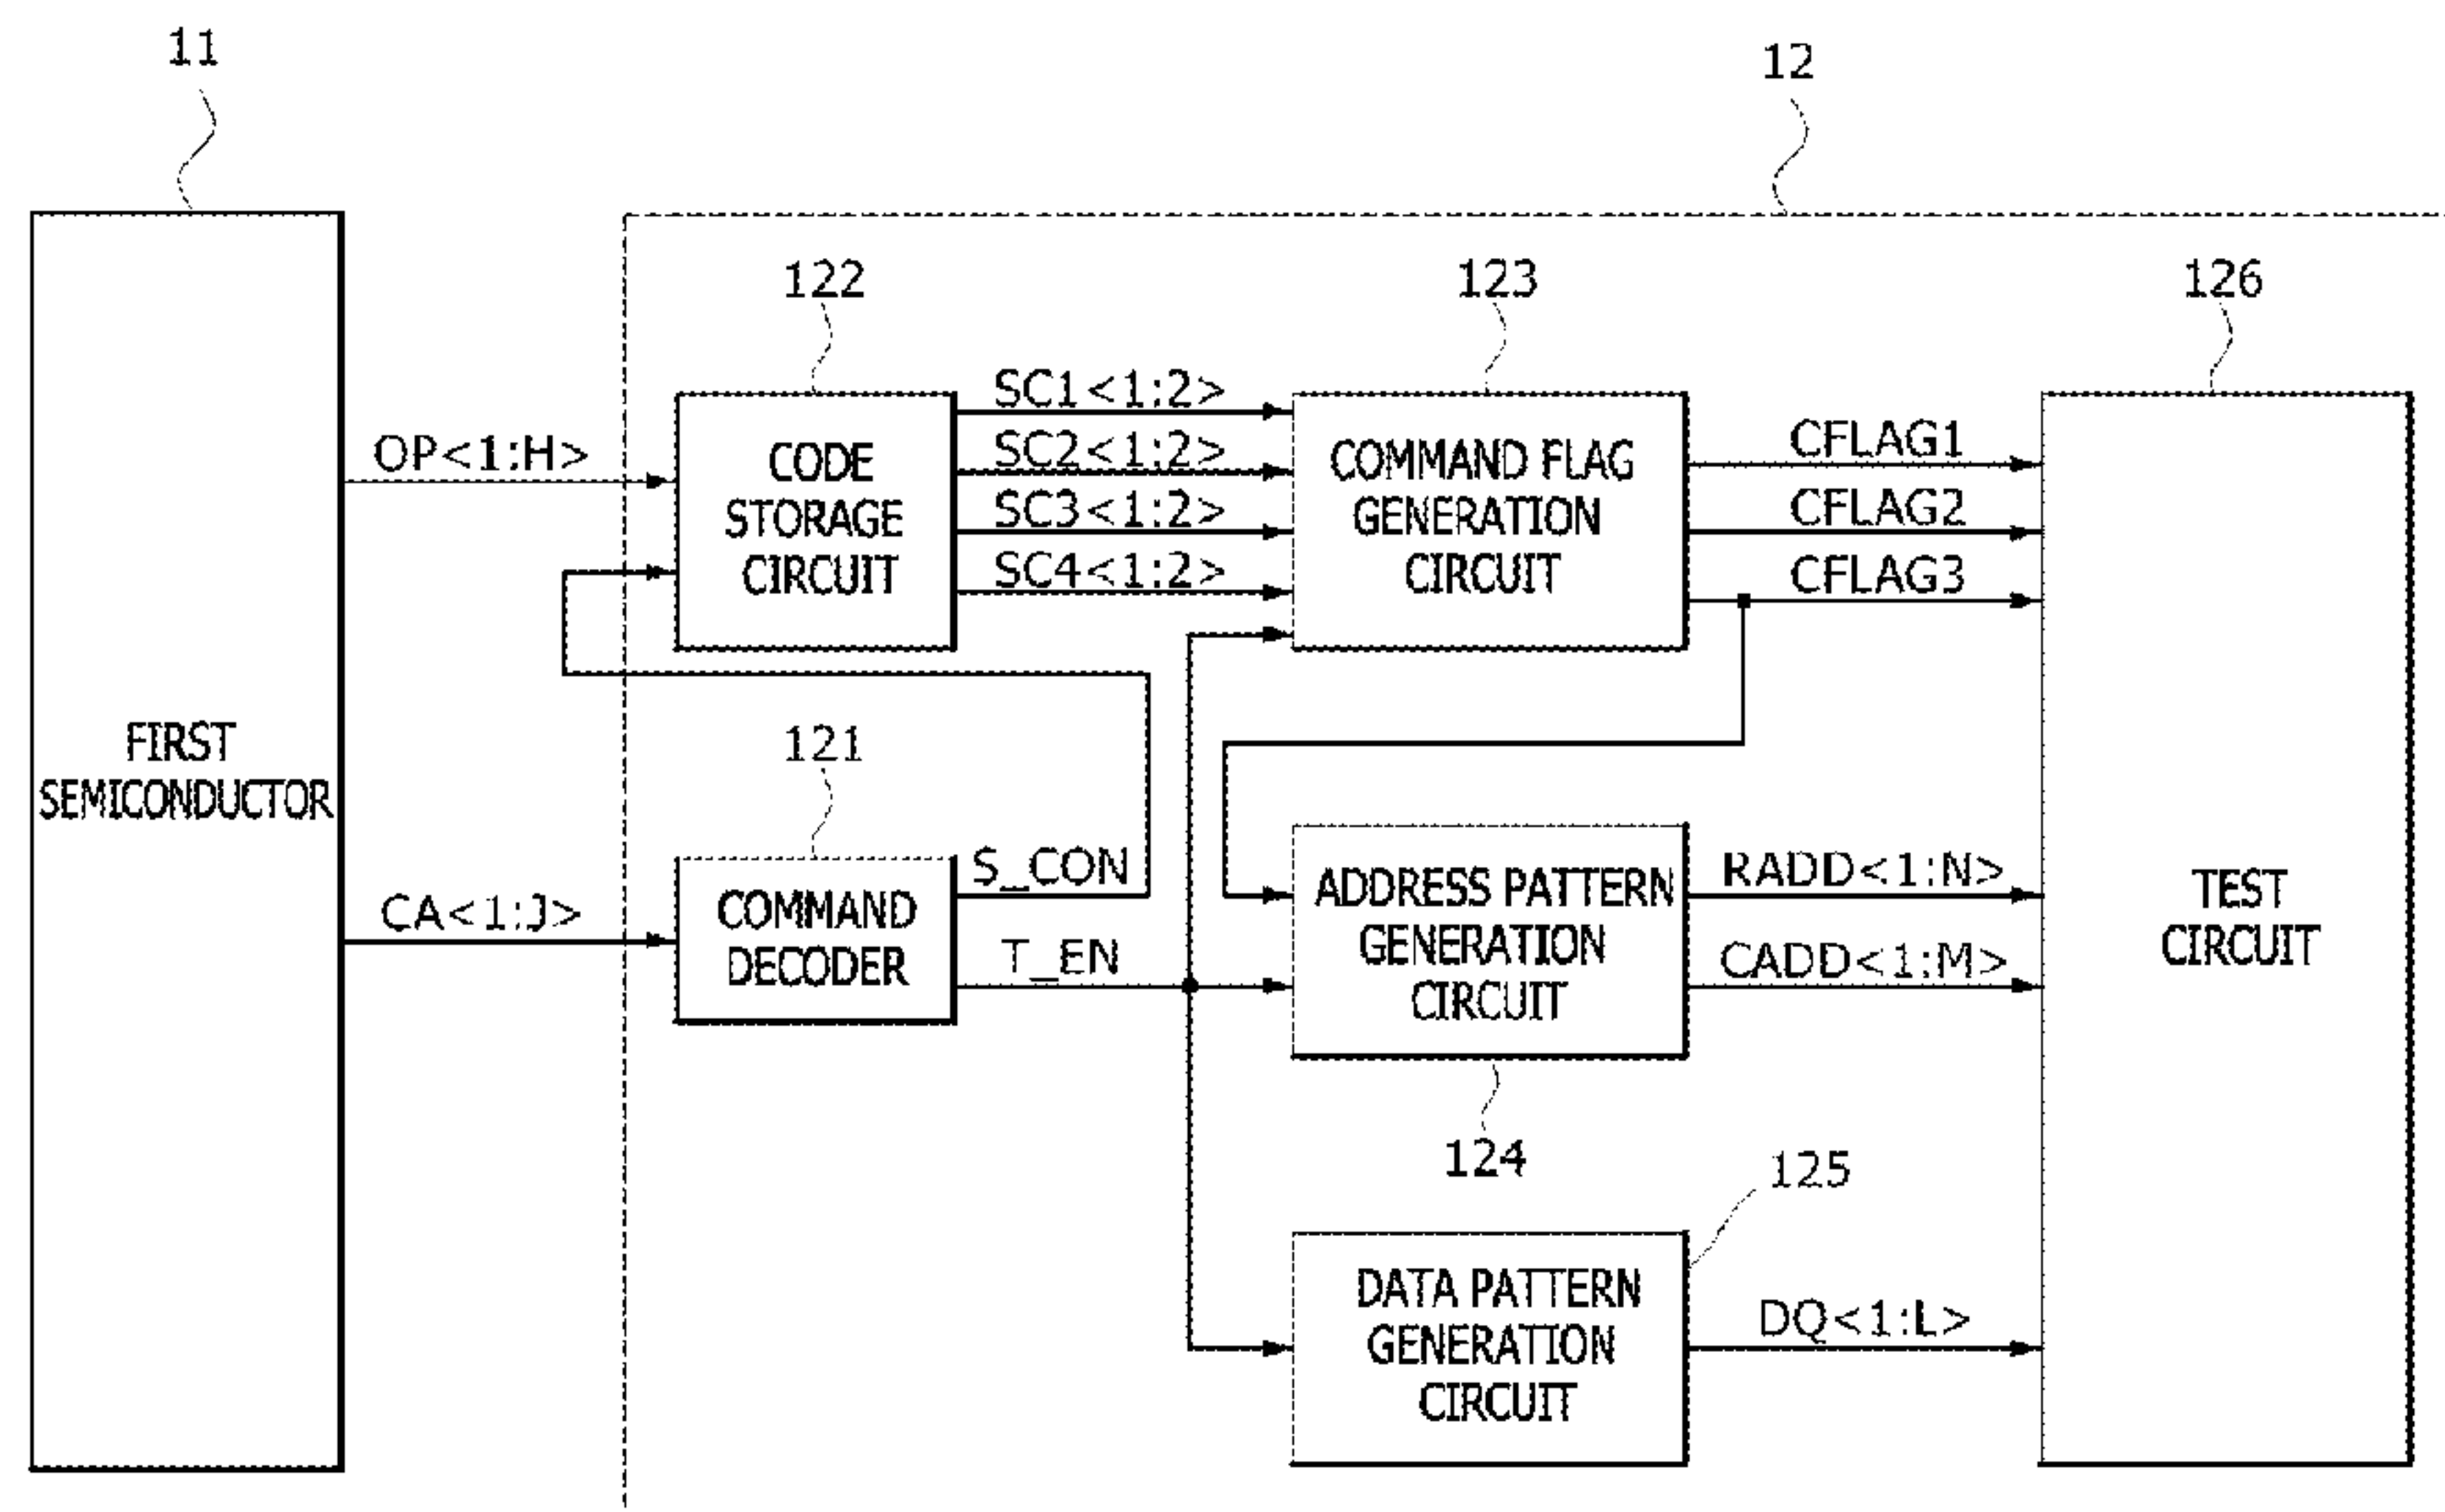 11
12
122
123
126
SC1<1:2>
SC2<1:2>
SC3<1:2>
SC4<1:2>
OP<1:H>
CODE
STORAGE
CIRCUIT
COMMAND FLAG
GENERATION
CIRCUIT
CFLAG1
CFLAG2
CFLAG3
FIRST
SEMICONDUCTOR
121
S_CON
T_EN
CA<1:J>
COMMAND
DECODER
ADDRESS PATTERN
GENERATION
CIRCUIT
RADD<1:N>
CADD<1:M>
TEST
CIRCUIT
124
125
DATA PATTERN
GENERATION
CIRCUIT
DQ<1:L>